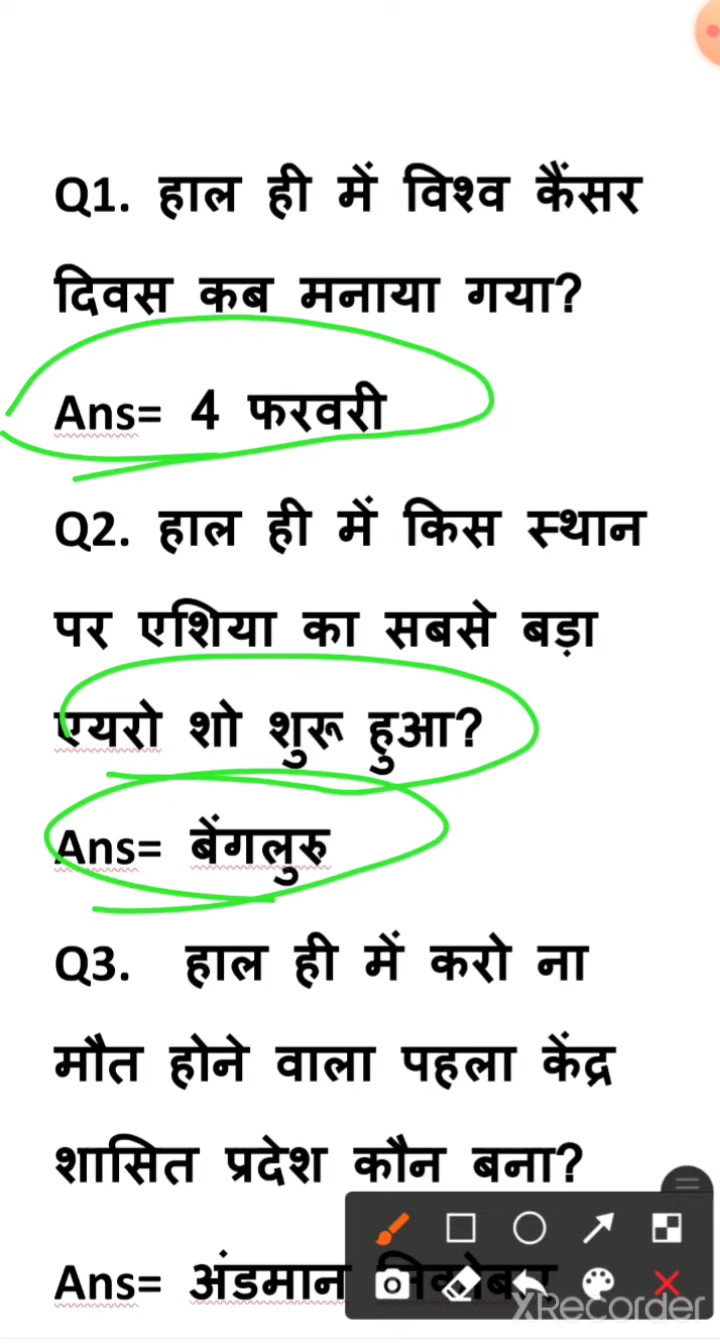 Q1. हाल ही में विश्व कैंसर
दिवस कब मनाया गया?
Ans= 4 फरवरी
Q2. हाल ही में किस स्थान
पर एशिया का सबसे बड़ा
एयरो शो शुरू हुआ?
Ans= बेंगलुरु
Q3. हाल ही में करो ना
मौत होने वाला पहला केंद्र
शासित प्रदेश कौन बना?
Ans= अंडमान
XRecorder